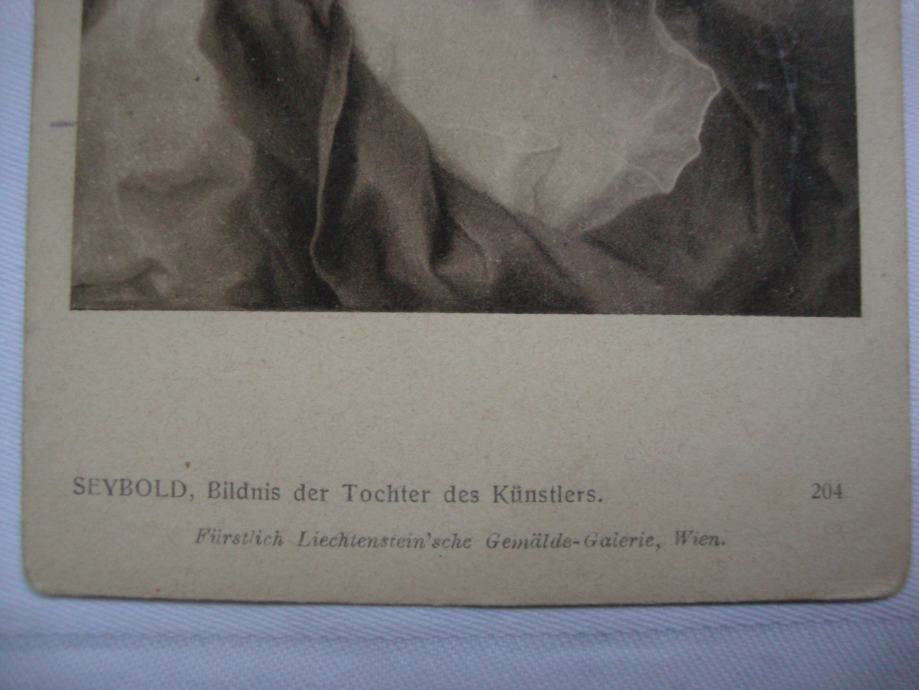 SEYBOLD, Bildnis der Tochter des Künstlers. 204
Fürstlich Liechtenstein'sche Gemälde-Galerie, Wien.